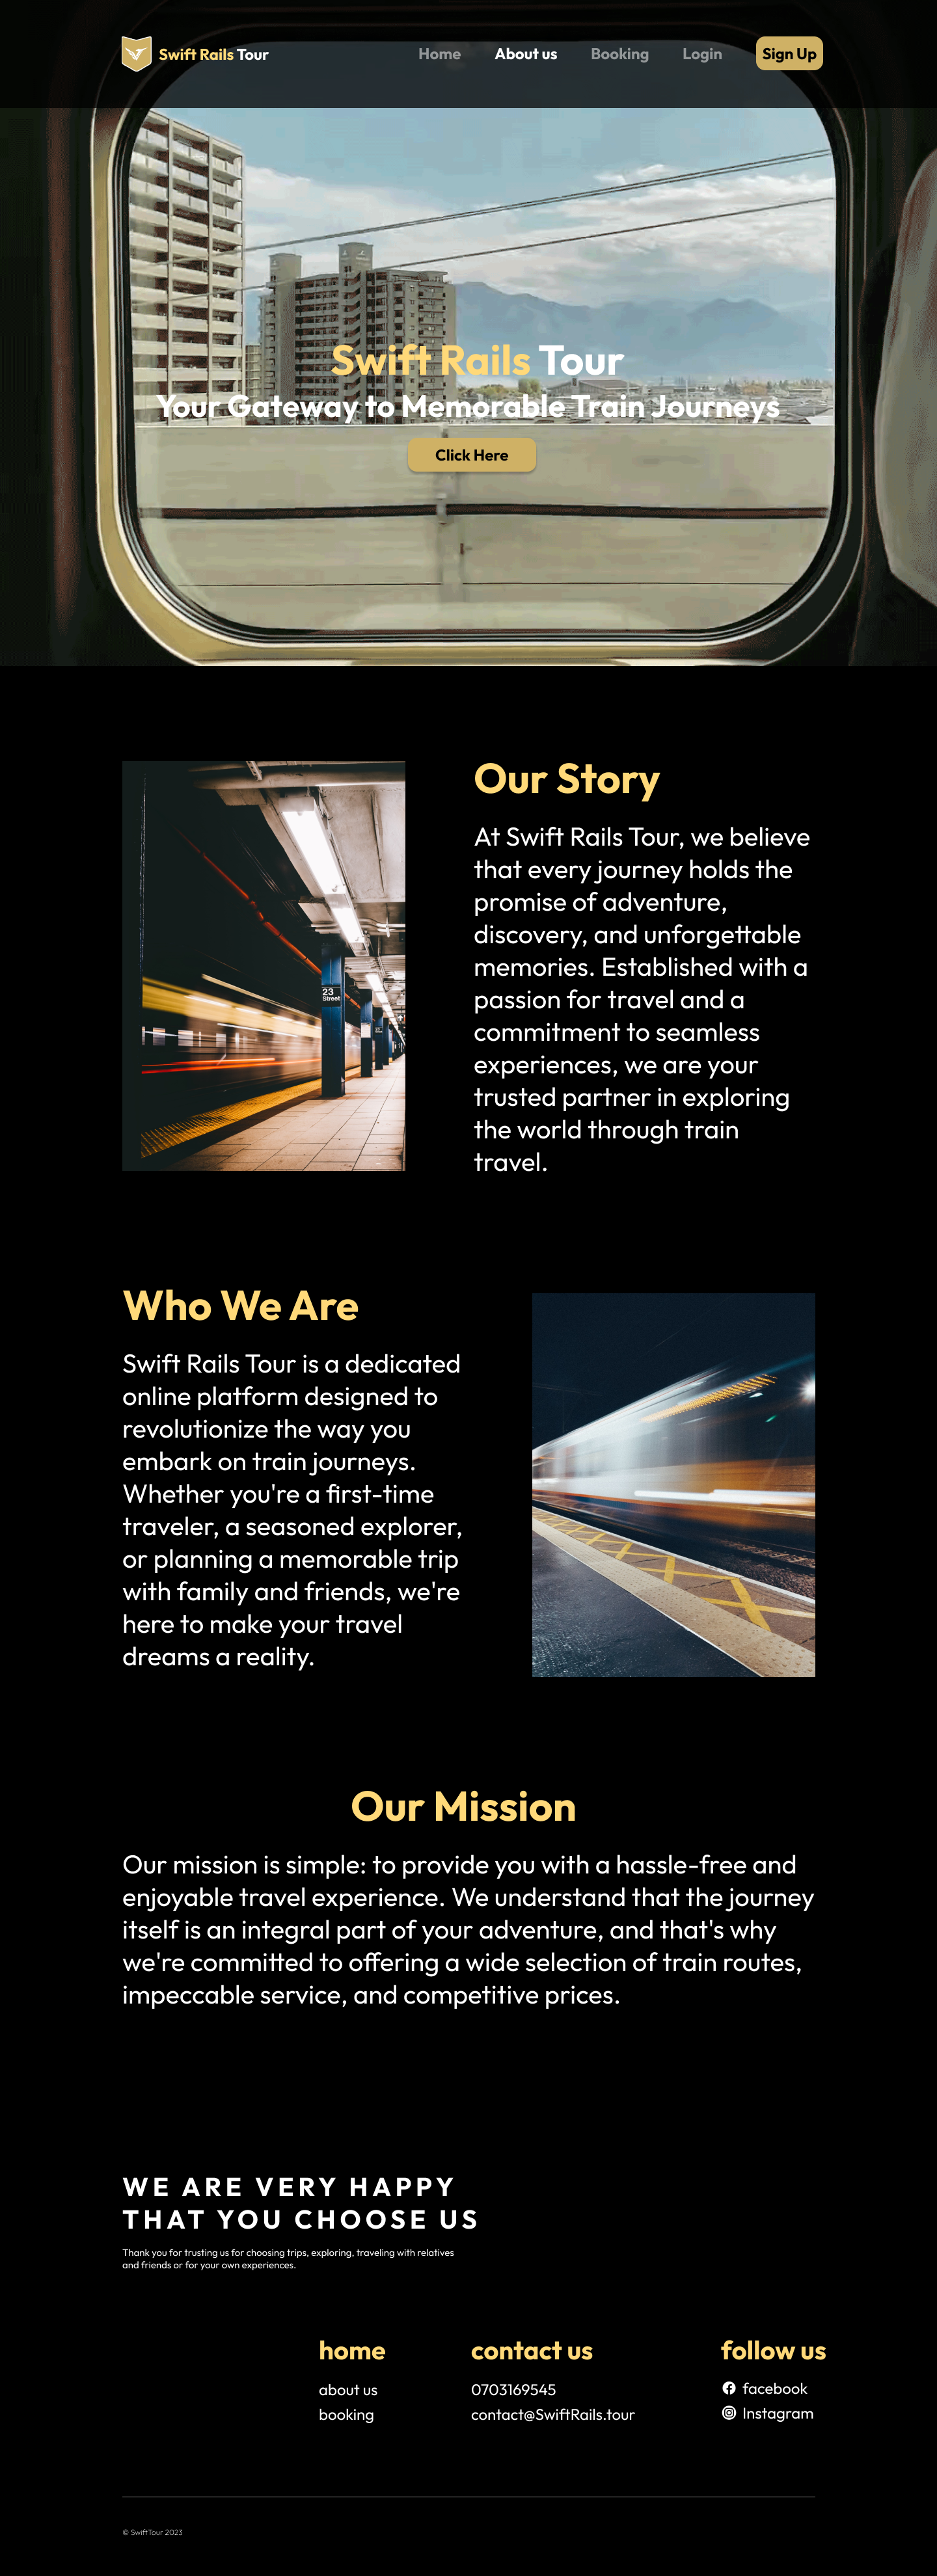 Swift Rails Tour
Home
About us
Booking
Login
Sign Up
Swift Rails Tour
Your Gateway to Memorable Train Journeys
Click Here
Our Story
At Swift Rails Tour, we believe
that every journey holds the
promise of adventure,
discovery, and unforgettable
memories. Established with a
passion for travel and a
commitment to seamless
experiences, we are your
trusted partner in exploring
the world through train
travel.
23
Street
Who We Are
Swift Rails Tour is a dedicated
online platform designed to
revolutionize the way you
embark on train journeys.
Whether you're a first-time
traveler, a seasoned explorer,
or planning a memorable trip
with family and friends, we're
here to make your travel
dreams a reality.
Our Mission
Our mission is simple: to provide you with a hassle-free and
enjoyable travel experience. We understand that the journey
itself is an integral part of your adventure, and that's why
we're committed to offering a wide selection of train routes,
impeccable service, and competitive prices.
WE ARE VERY HAPPY
THAT YOU CHOOSE US
Thank you for trusting us for choosing trips, exploring, traveling with relatives
and friends or for your own experiences.
home
about us
booking
contact us
0703169545
contact@SwiftRails.tour
follow us
facebook
Instagram
© SwiftTour 2023